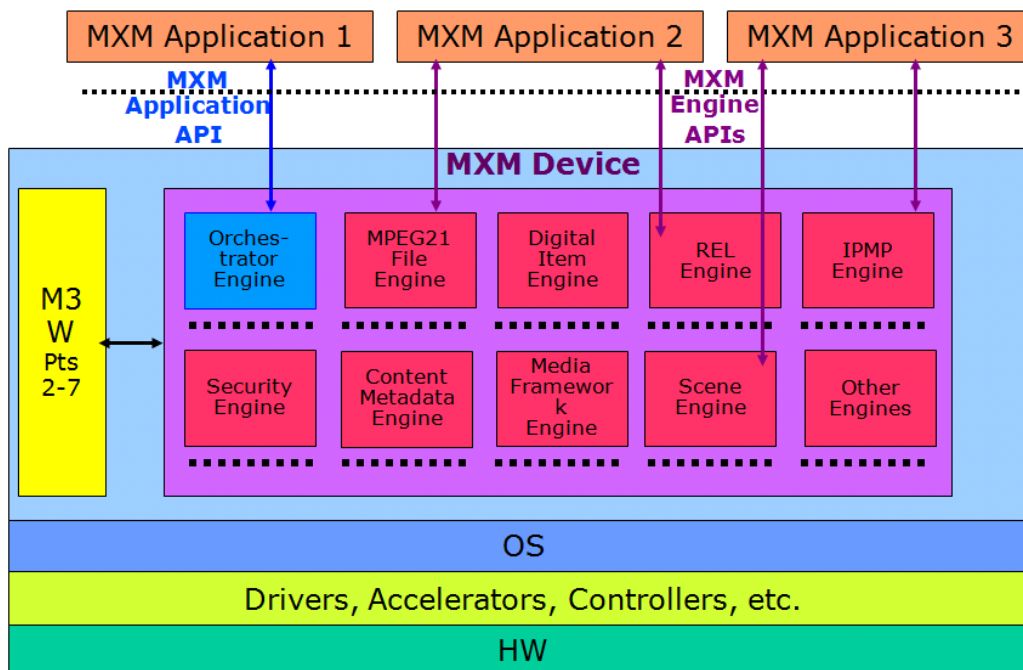 MXM Application 1
MXM Application 2
MXM Application 3
MXM
Application
API
MXM
Engine
APIs
MXM Device
M3
W
Pts
2-7
Orches-
trator
Engine
MPEG21
File
Engine
Digital
Item
Engine
REL
Engine
IPMP
Engine
Security
Engine
Content
Metadata
Engine
Media
Framewor
k
Engine
Scene
Engine
Other
Engines
OS
Drivers, Accelerators, Controllers, etc.
HW